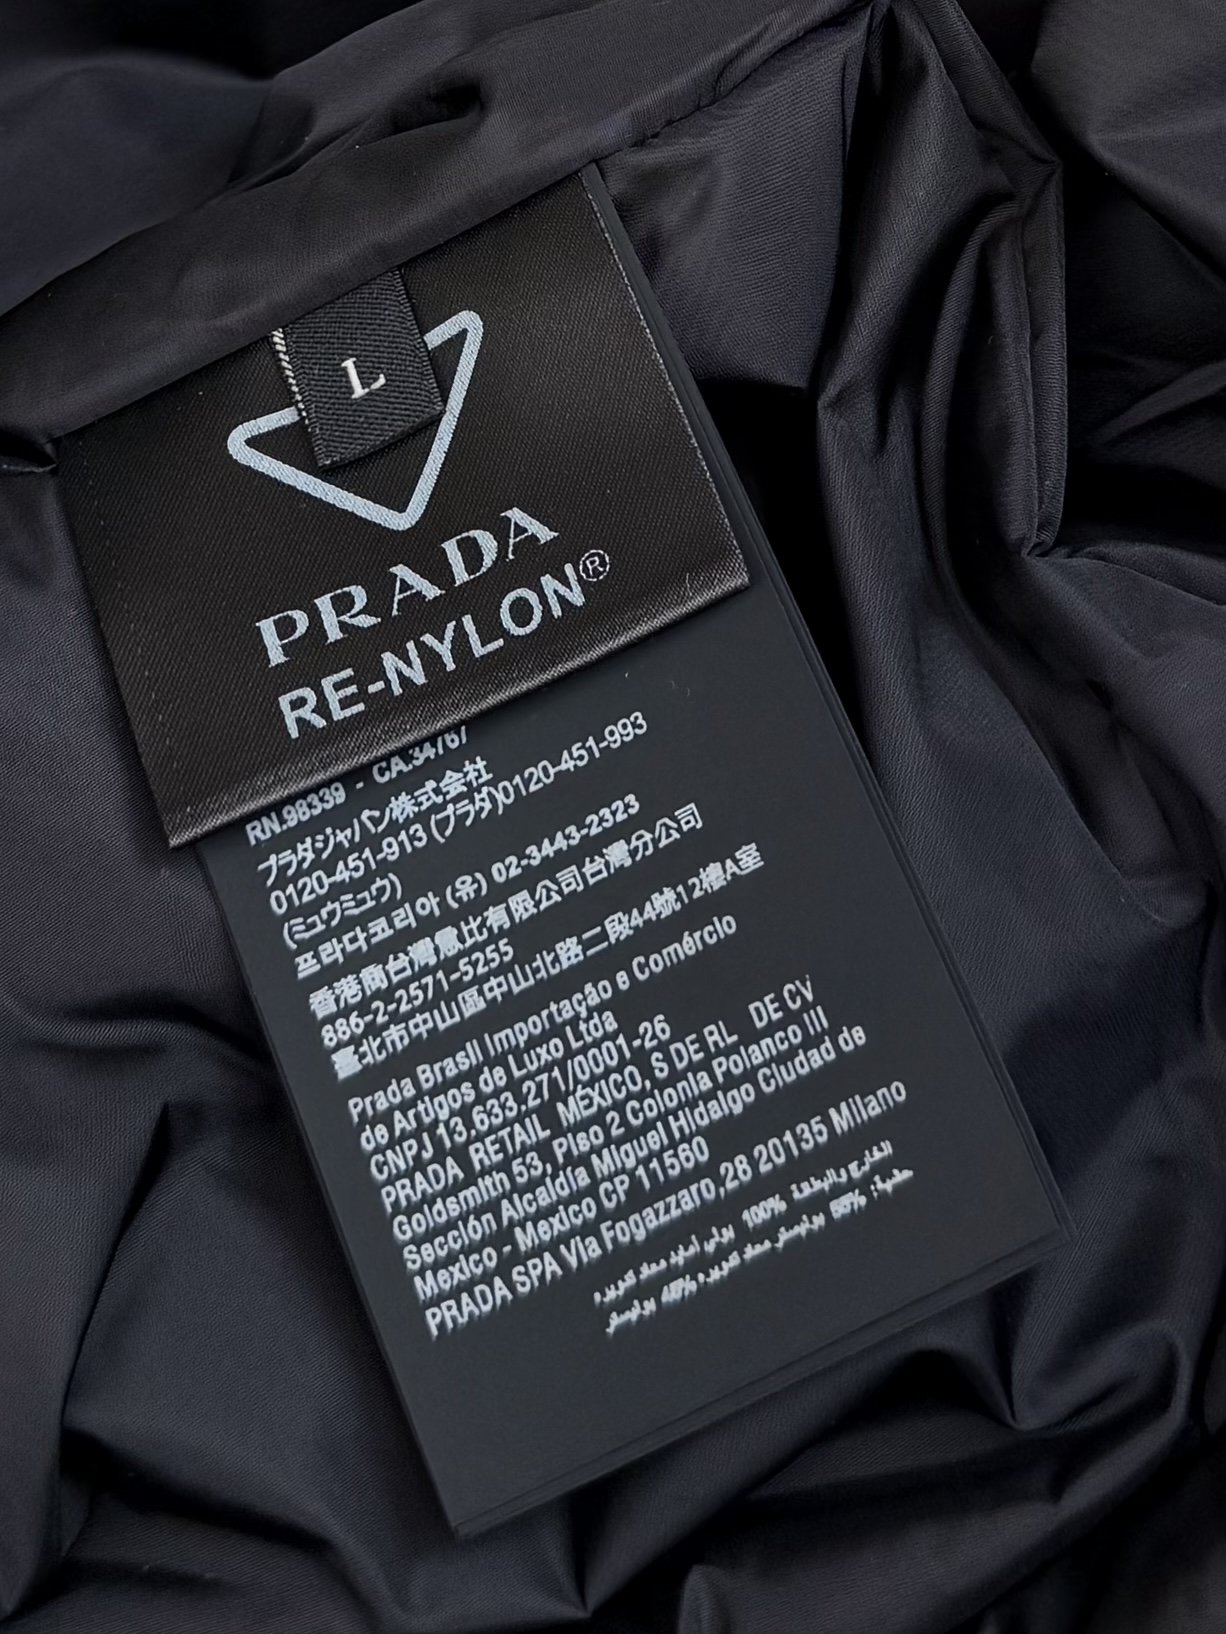 L
PRADA
RE-NYLON®
RN.98339 - CA.34767
プラダジャパン株式会社
0120-451-913 (プラダ)0120-451-993
(ミュウミュウ)
프라다코리아 (유) 02-3443-2323
香港商台灣意比有限公司台灣分公司
886-2-2571-5255
臺北市中山區中山北路二段44號12樓A室
Prada Brasil Importação e Comércio
de Artigos de Luxo Ltda
CNPJ 13.633.271/0001-26
PRADA RETAIL MEXICO, S DE RL DE CV
Goldsmith 53, Piso 2 Colonia Polanco III
Sección Alcaldía Miguel Hidalgo Ciudad de
Mexico - Mexico CP 11560
PRADA SPA Via Fogazzaro,28 20135 Milano
100%